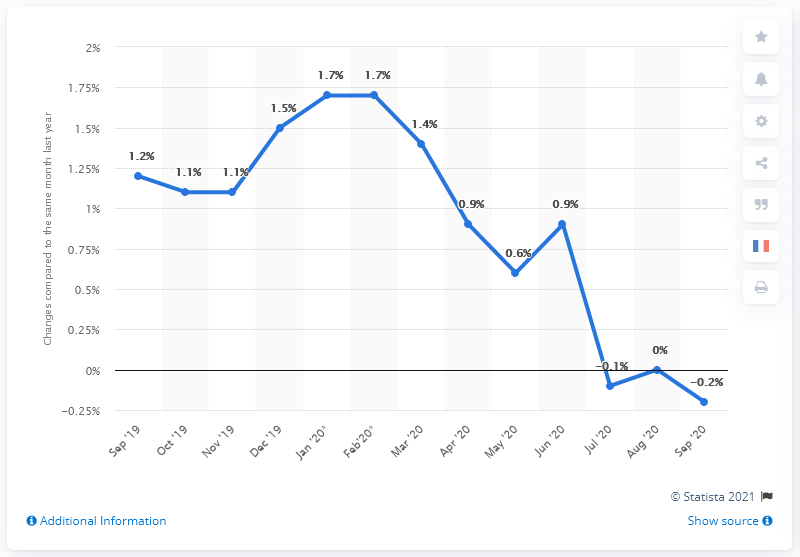 2%
1.75%
1.5%
1.25%
1%
0.75%
0.5%
0.25%
0%
−0.25%
Changes compared to the same month last year
1.2%
1.1%
1.1%
1.5%
1.7%
1.7%
1.4%
0.9%
0.6%
0.9%
−0.1%
0%
−0.2%
Sep '19
Oct '19
Nov '19
Dec '19
Jan '20*
Feb'20*
Mar '20
Apr '20
May '20
Jun '20
Jul '20
Aug '20
Sep '20
© Statista 2021
Additional Information
Show source